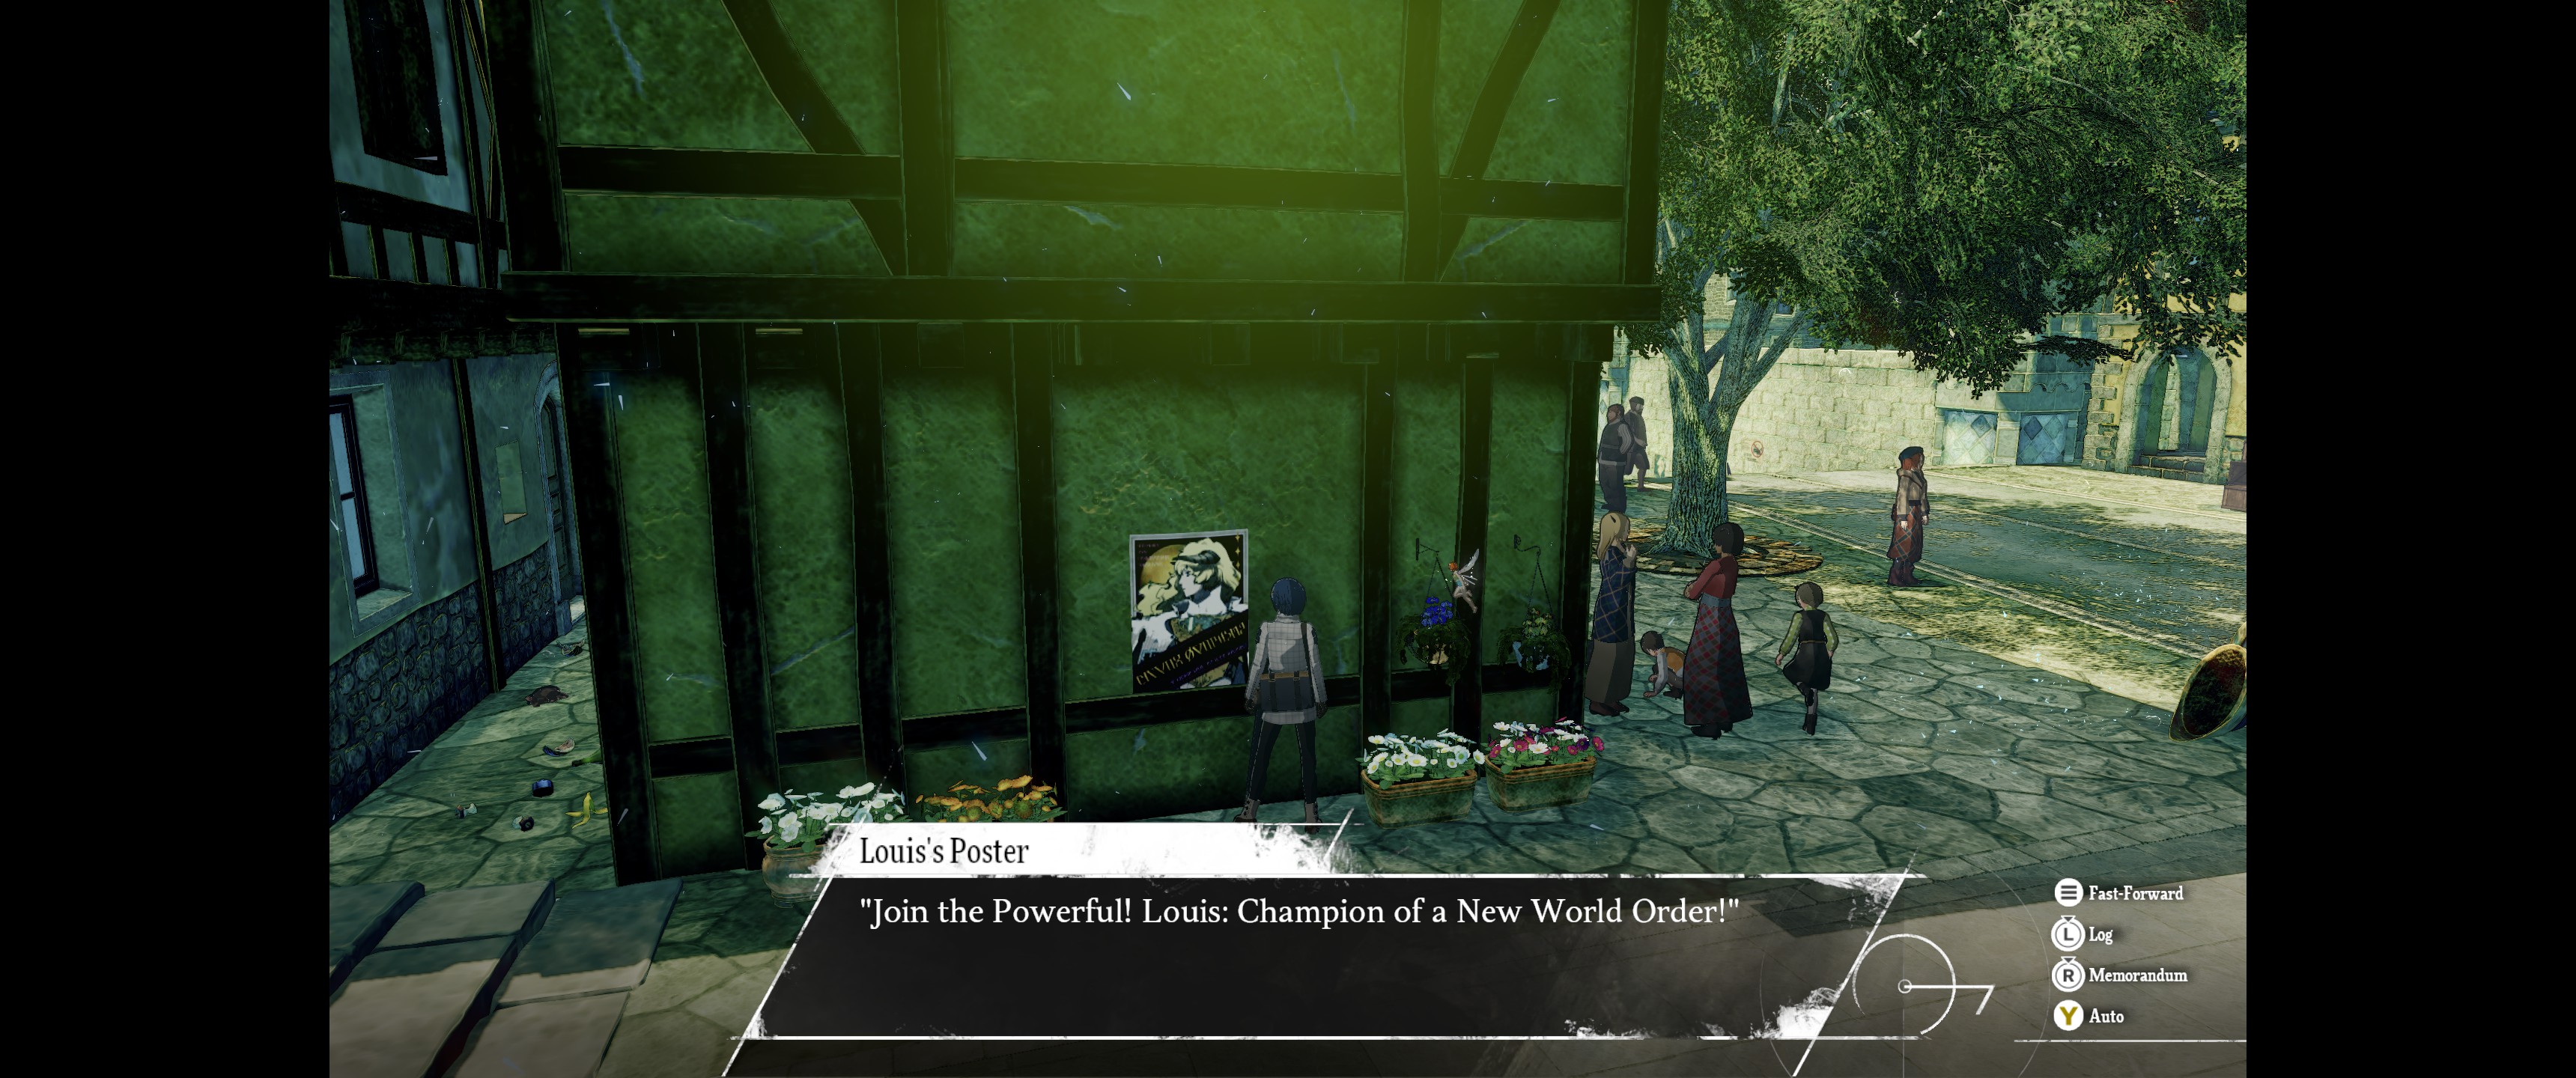 Louis's Poster
"Join the Powerful! Louis: Champion of a New World Order!"
Fast-Forward
L Log
R Memorandum
Y Auto